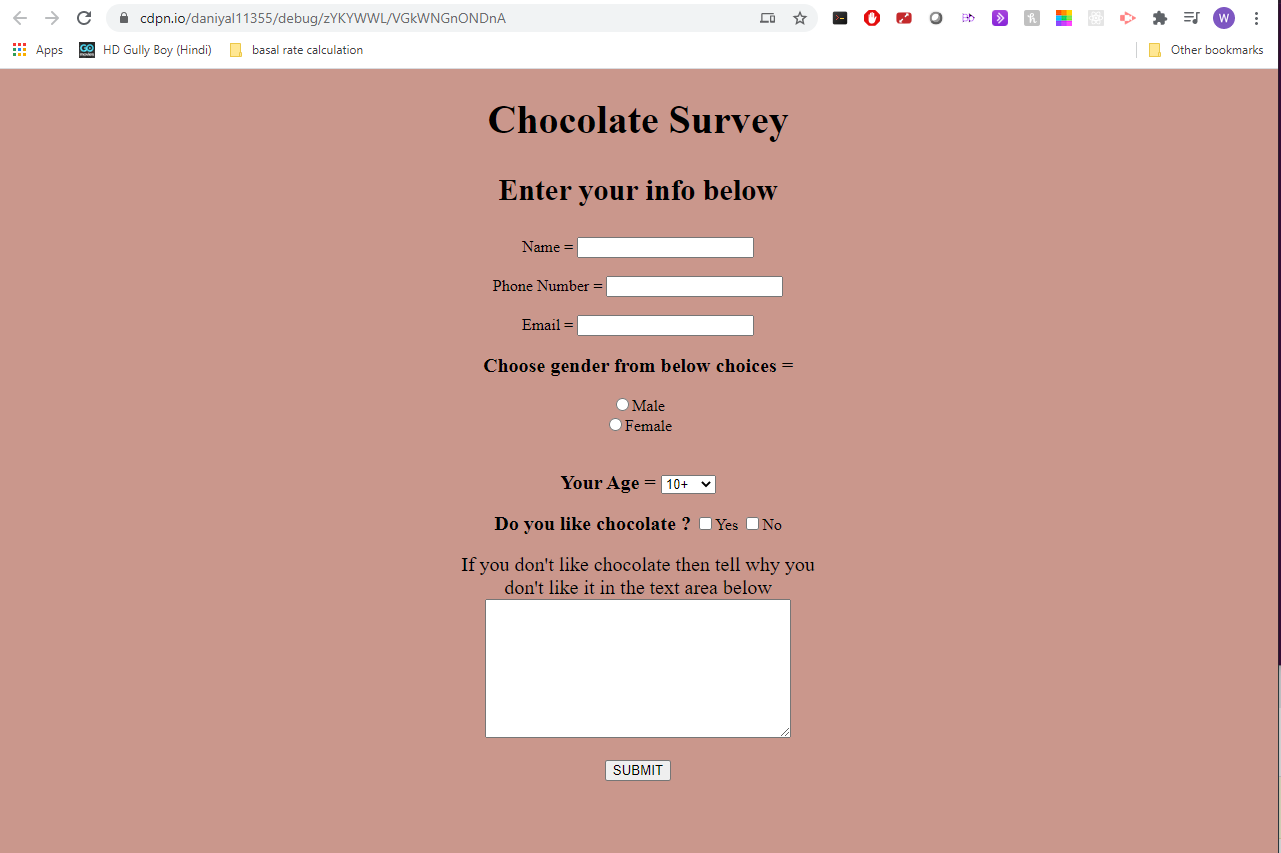 cdpn.io/daniyal11355/debug/zYKYWWL/VGkWNGnONDnA
W
Apps HD Gully Boy (Hindi) basal rate calculation Other bookmarks
Chocolate Survey
Enter your info below
Name =
Phone Number =
Email =
Choose gender from below choices =
Male
Female
Your Age = 10+
Do you like chocolate ? Yes No
If you don't like chocolate then tell why you
don't like it in the text area below
SUBMIT